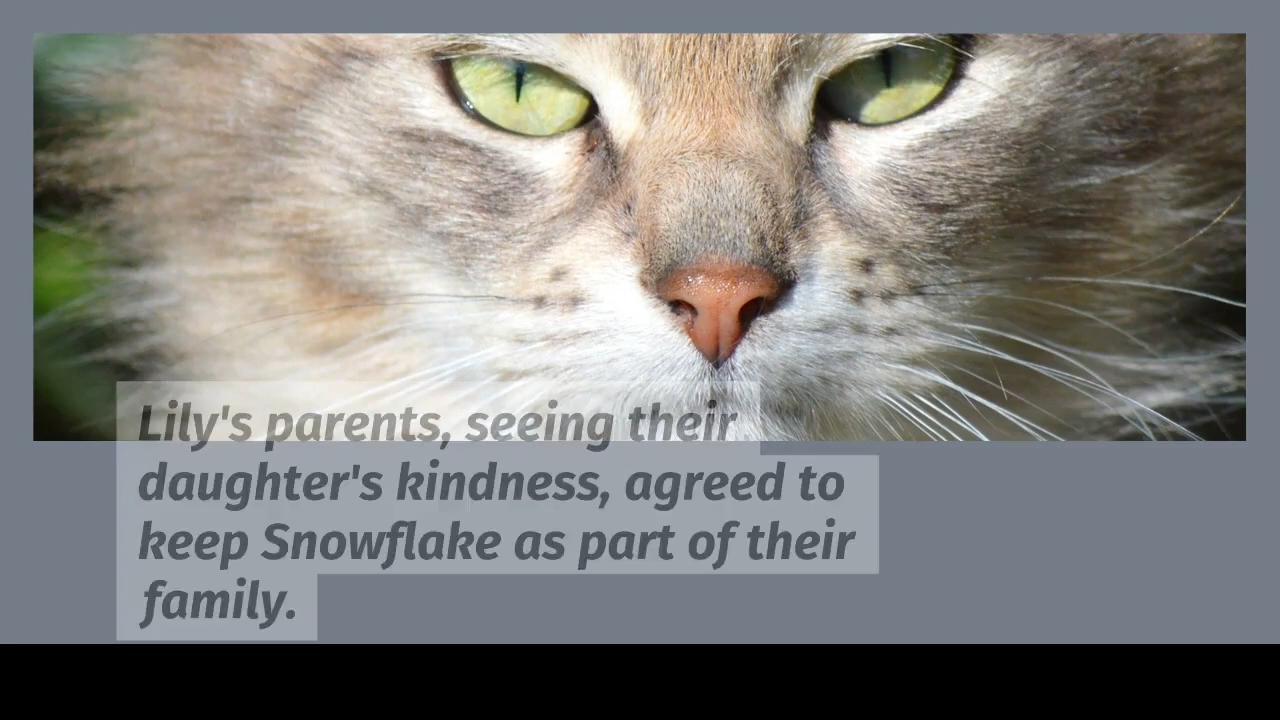 Lily's parents, seeing their
daughter's kindness, agreed to
keep Snowflake as part of their
family.